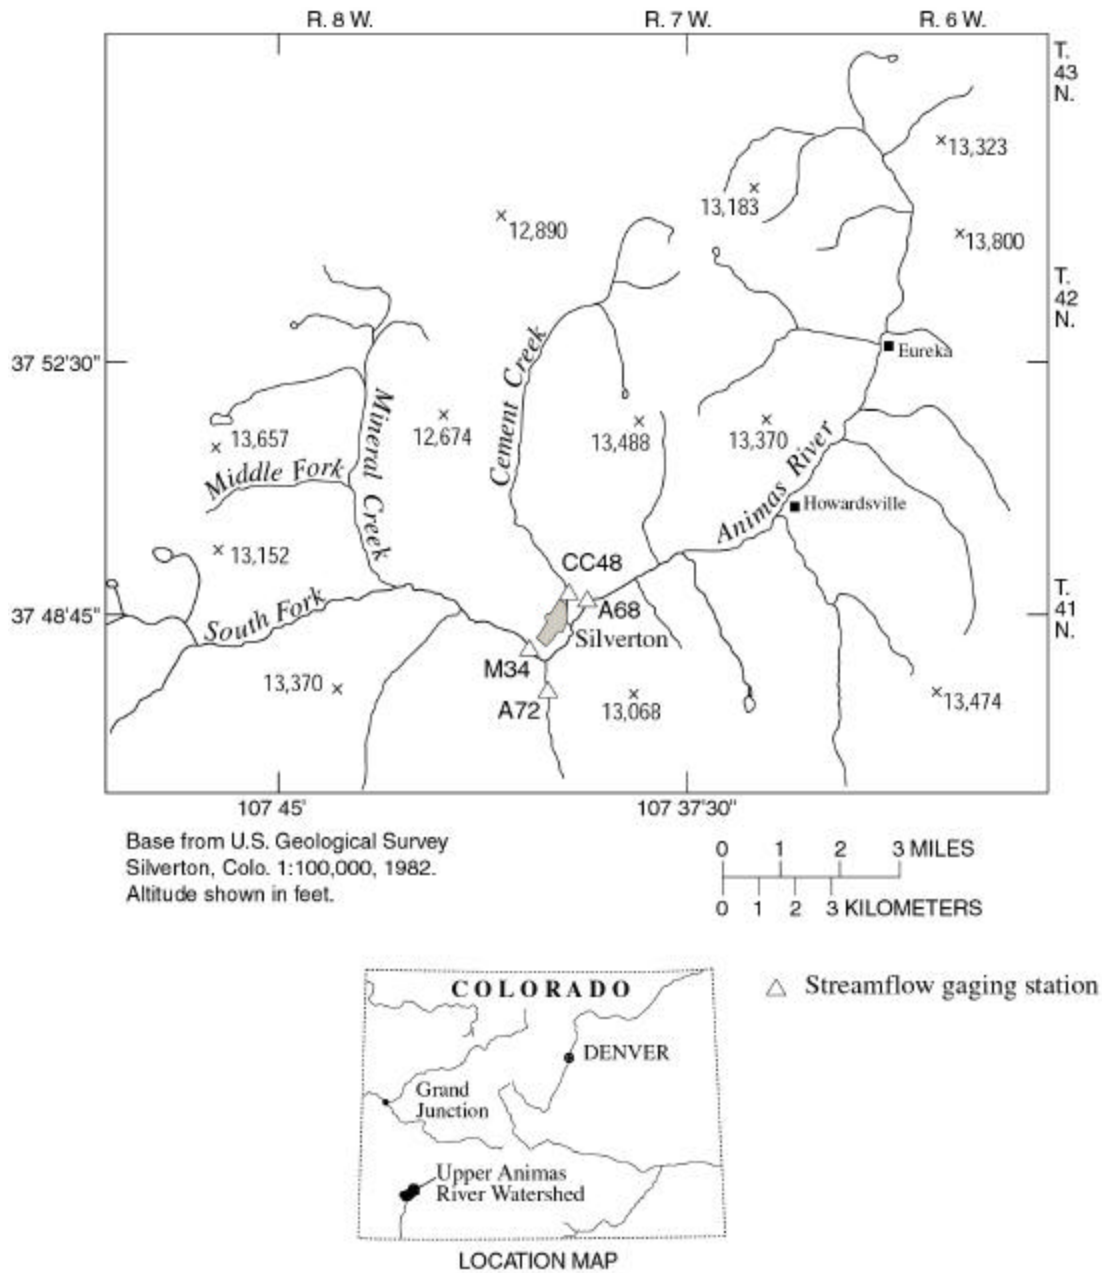 R. 8 W.
R. 7 W.
R. 6 W.
T.
43
N.
13,323
13,183
12,890
13,800
T.
42
N.
37 52'30"
Eureka
Cement Creek
Mineral Creek
13,657
12,674
13,488
13,370
Animas River
Middle Fork
Howardsville
13,152
CC48
A68
T.
41
N.
37 48'45"
South Fork
Silverton
M34
13,370
A72
13,068
13,474
107 45'
107 37'30"
Base from U.S. Geological Survey
Silverton, Colo. 1:100,000, 1982.
Altitude shown in feet.
0 1 2 3 MILES
0 1 2 3 KILOMETERS
COLORADO
Streamflow gaging station
DENVER
Grand
Junction
Upper Animas
River Watershed
LOCATION MAP